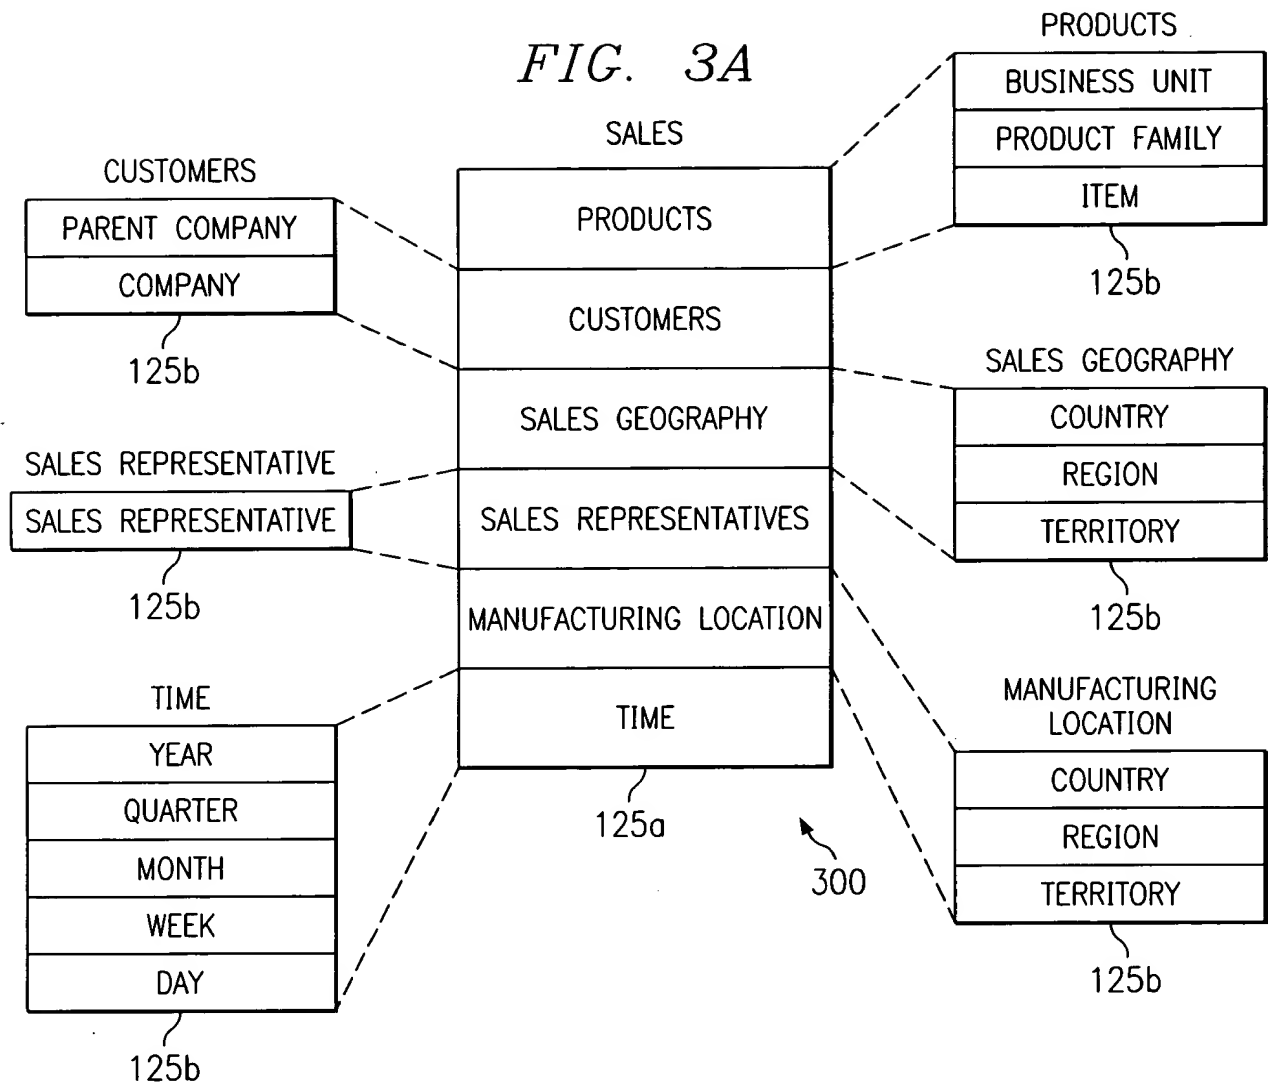 FIG. 3A
CUSTOMERS
PARENT COMPANY
COMPANY
125b
SALES REPRESENTATIVE
SALES REPRESENTATIVE
125b
TIME
YEAR
QUARTER
MONTH
WEEK
DAY
125b
SALES
PRODUCTS
CUSTOMERS
SALES GEOGRAPHY
SALES REPRESENTATIVES
MANUFACTURING LOCATION
TIME
125a
300
PRODUCTS
BUSINESS UNIT
PRODUCT FAMILY
ITEM
125b
SALES GEOGRAPHY
COUNTRY
REGION
TERRITORY
125b
MANUFACTURING
LOCATION
COUNTRY
REGION
TERRITORY
125b